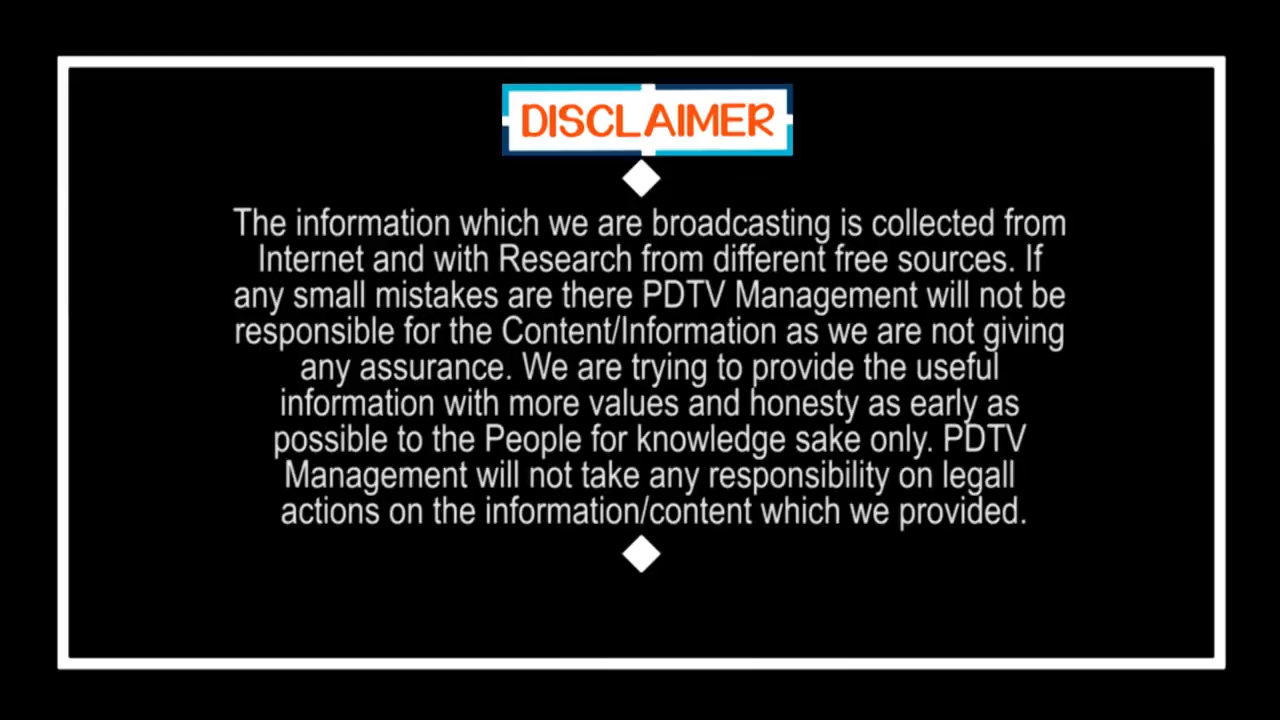 DISCLAIMER
The information which we are broadcasting is collected from
Internet and with Research from different free sources. If
any small mistakes are there PDTV Management will not be
responsible for the Content/Information as we are not giving
any assurance. We are trying to provide the useful
information with more values and honesty as early as
possible to the People for knowledge sake only. PDTV
Management will not take any responsibility on legall
actions on the information/content which we provided.